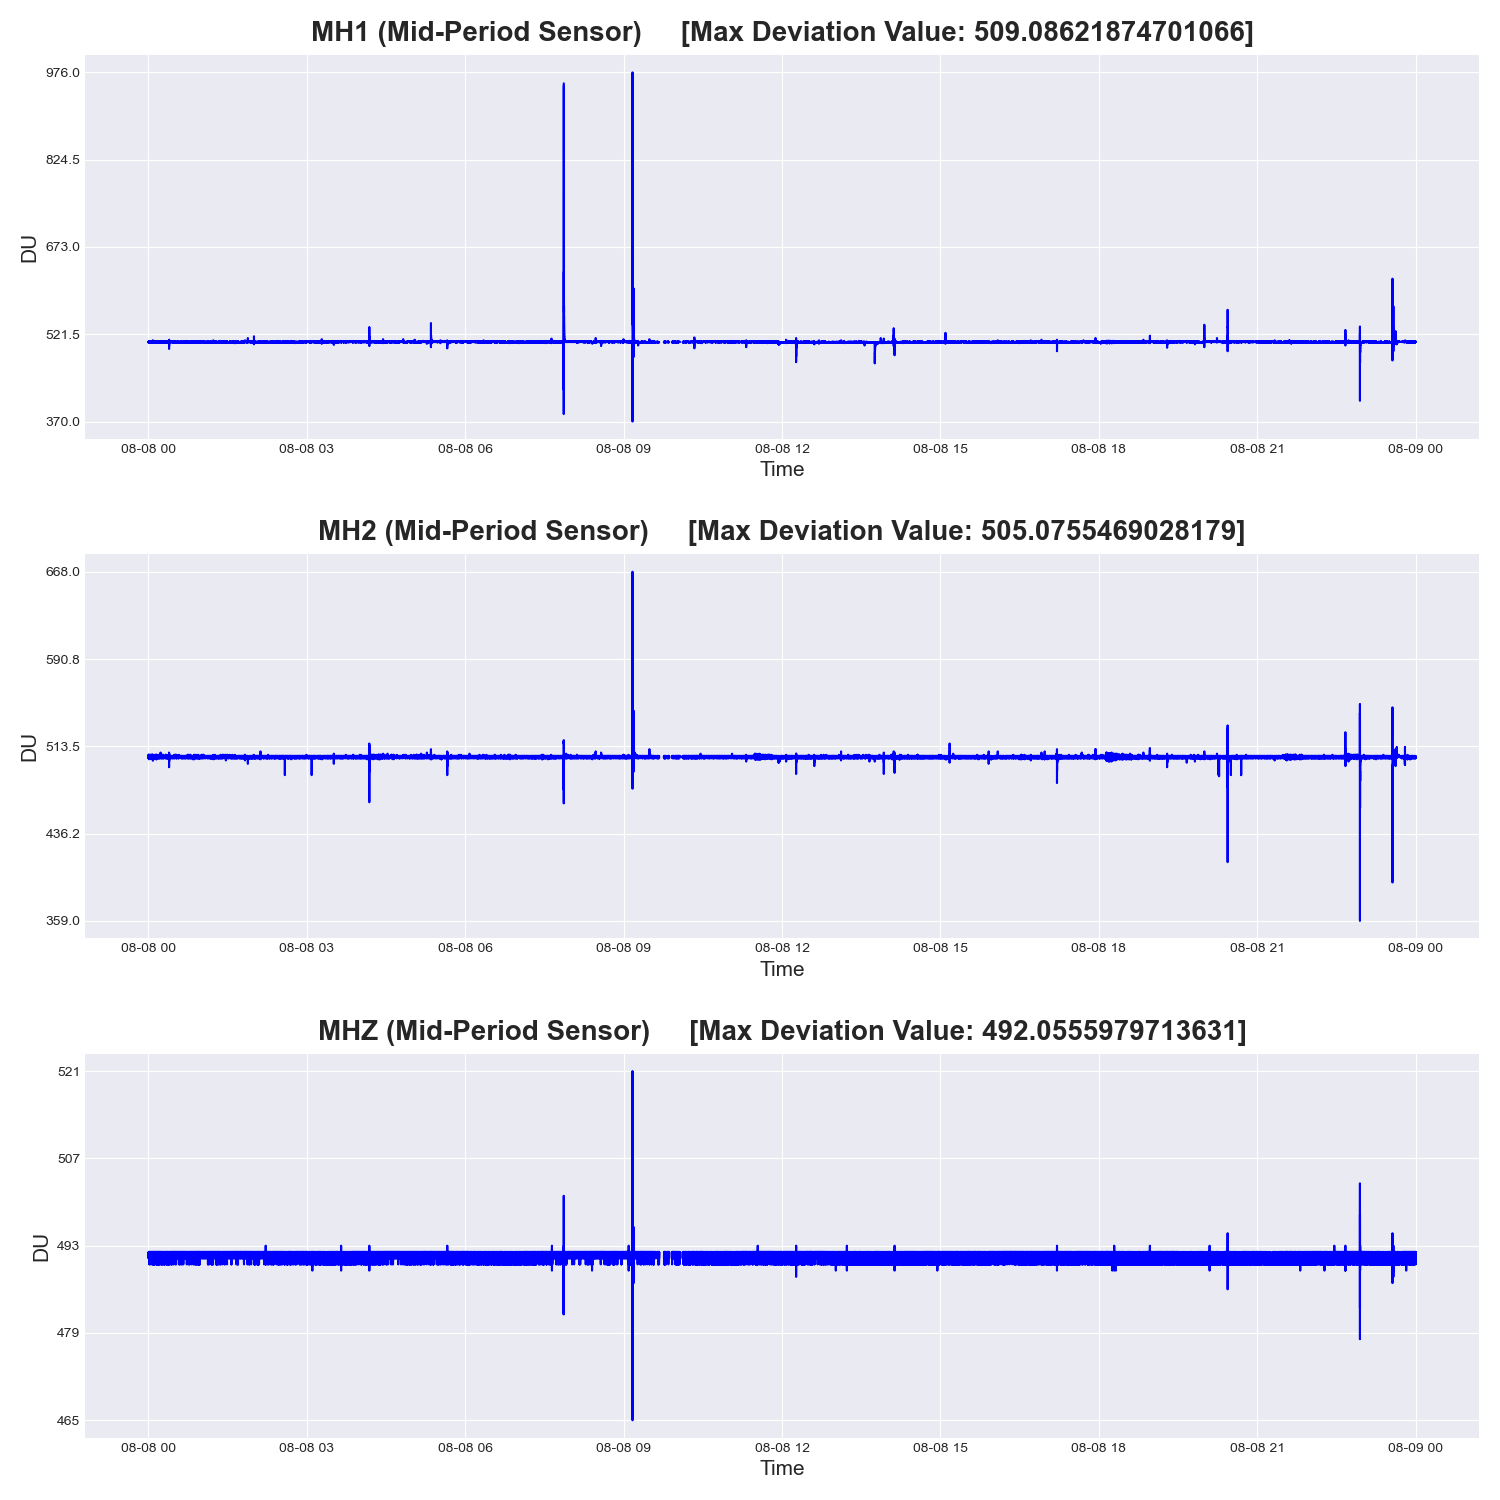 MH1 (Mid-Period Sensor) [Max Deviation Value: 509.08621874701066]
976.0
824.5
673.0
521.5
370.0
DU
08-08 00 08-08 03 08-08 06 08-08 09 08-08 12 08-08 15 08-08 18 08-08 21 08-09 00
Time
MH2 (Mid-Period Sensor) [Max Deviation Value: 505.0755469028179]
668.0
590.8
513.5
436.2
359.0
DU
08-08 00 08-08 03 08-08 06 08-08 09 08-08 12 08-08 15 08-08 18 08-08 21 08-09 00
Time
MHZ (Mid-Period Sensor) [Max Deviation Value: 492.0555979713631]
521
507
493
479
465
DU
08-08 00 08-08 03 08-08 06 08-08 09 08-08 12 08-08 15 08-08 18 08-08 21 08-09 00
Time